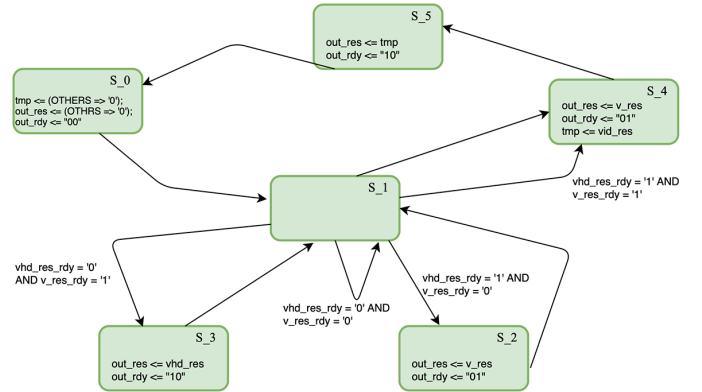 S_5
out_res <= tmp
out_rdy <= "10"
S_0
tmp <= (OTHERS => '0');
out_res <= (OTHRS => '0');
out_rdy <= "00"
S_4
out_res <= v_res
out_rdy <= "01"
tmp <= vid_res
S_1
vhd_res_rdy = '1' AND
v_res_rdy = '1'
vhd_res_rdy = '0'
AND v_res_rdy = '1'
vhd_res_rdy = '1' AND
v_res_rdy = '0'
vhd_res_rdy = '0' AND
v_res_rdy = '0'
S_3
out_res <= vhd_res
out_rdy <= "10"
S_2
out_res <= v_res
out_rdy <= "01"